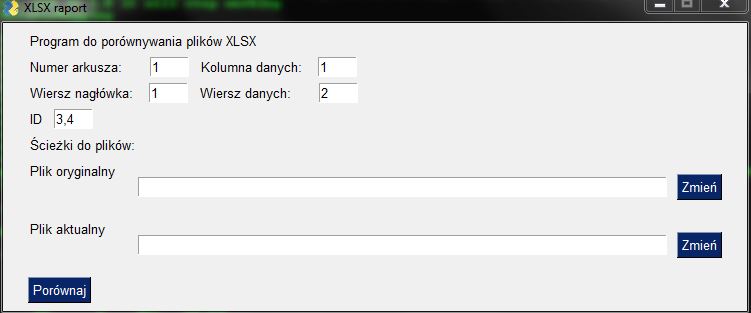 XLSX raport
Program do porównywania plików XLSX
Numer arkusza: 1 Kolumna danych: 1
Wiersz nagłówka: 1 Wiersz danych: 2
ID 3,4
Ścieżki do plików:
Plik oryginalny
Zmień
Plik aktualny
Zmień
Porównaj